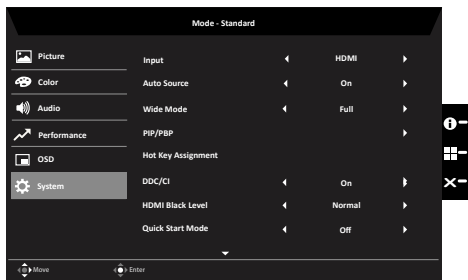 Mode - Standard
Picture
Color
Audio
Performance
OSD
System
Input HDMI
Auto Source On
Wide Mode Full
PIP/PBP
Hot Key Assignment
DDC/CI On
HDMI Black Level Normal
Quick Start Mode Off
Move Enter